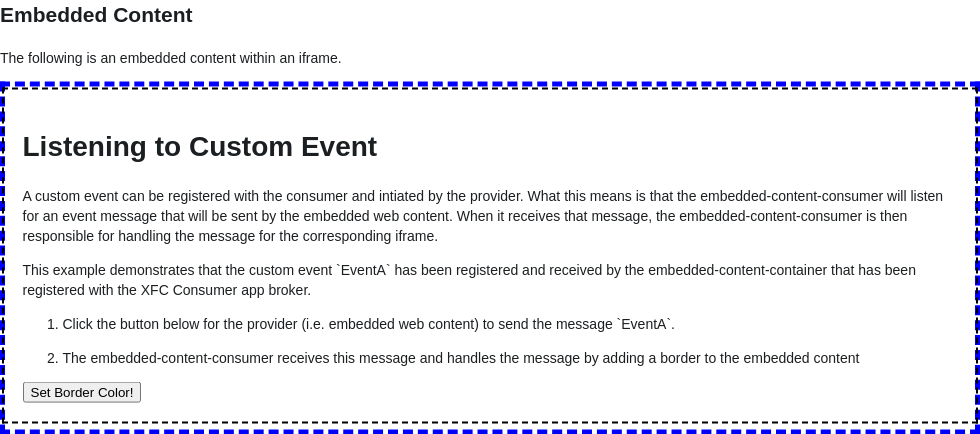 Embedded Content
The following is an embedded content within an iframe.
Listening to Custom Event
A custom event can be registered with the consumer and intiated by the provider. What this means is that the embedded-content-consumer will listen
for an event message that will be sent by the embedded web content. When it receives that message, the embedded-content-consumer is then
responsible for handling the message for the corresponding iframe.
This example demonstrates that the custom event `EventA` has been registered and received by the embedded-content-container that has been
registered with the XFC Consumer app broker.
1. Click the button below for the provider (i.e. embedded web content) to send the message `EventA`.
2. The embedded-content-consumer receives this message and handles the message by adding a border to the embedded content
Set Border Color!